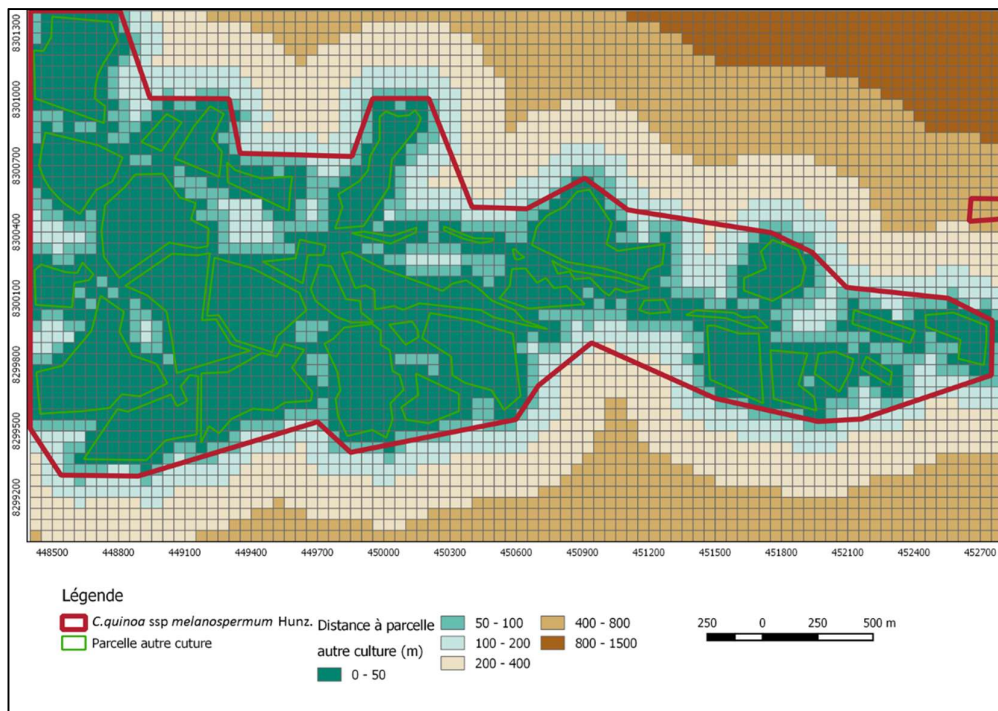 8301300
8301000
8300700
8300400
8300100
8299800
8299500
8299200
448500 448800 449100 449400 449700 450000 450300 450600 450900 451200 451500 451800 452100 452400 452700
Légende
C.quinoa ssp melanospermum Hunz.
Parcelle autre cuture
Distance à parcelle
autre culture (m)
0 - 50
50 - 100
100 - 200
200 - 400
400 - 800
800 - 1500
250 0 250 500 m